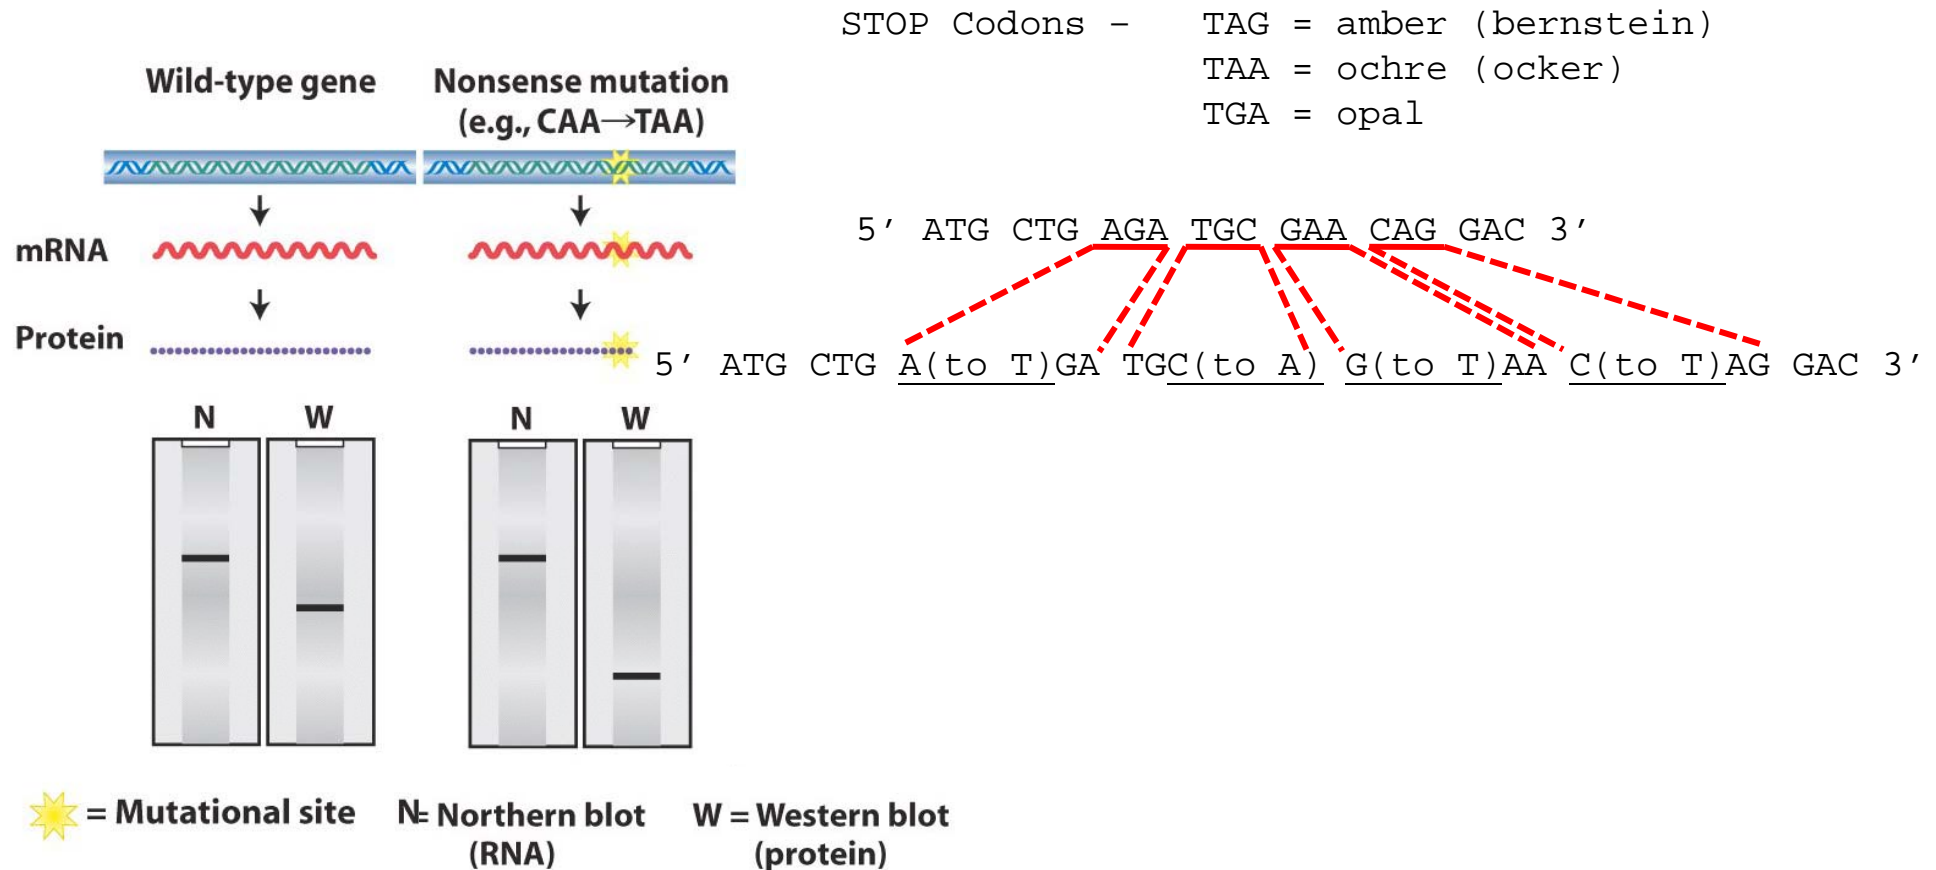 STOP Codons – TAG = amber (bernstein)
TAA = ochre (ocker)
TGA = opal
Wild-type gene
Nonsense mutation
(e.g., CAA→TAA)
mRNA
Protein
5′ ATG CTG AGA TGC GAA CAG GAC 3′
5′ ATG CTG A(to T)GA TGC(to A) G(to T)AA C(to T)AG GAC 3′
N W N W
= Mutational site
N= Northern blot
(RNA)
W = Western blot
(protein)